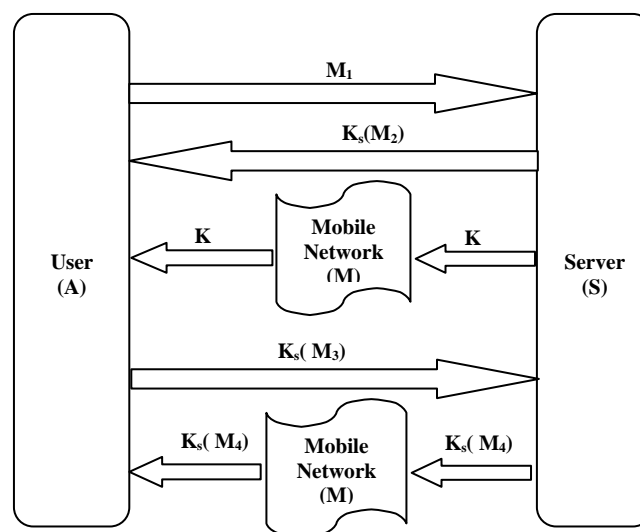 M₁
Kₛ(M₂)
K
Mobile
Network
(M)
K
User
(A)
Server
(S)
Kₛ( M₃)
Kₛ( M₄)
Mobile
Network
(M)
Kₛ( M₄)